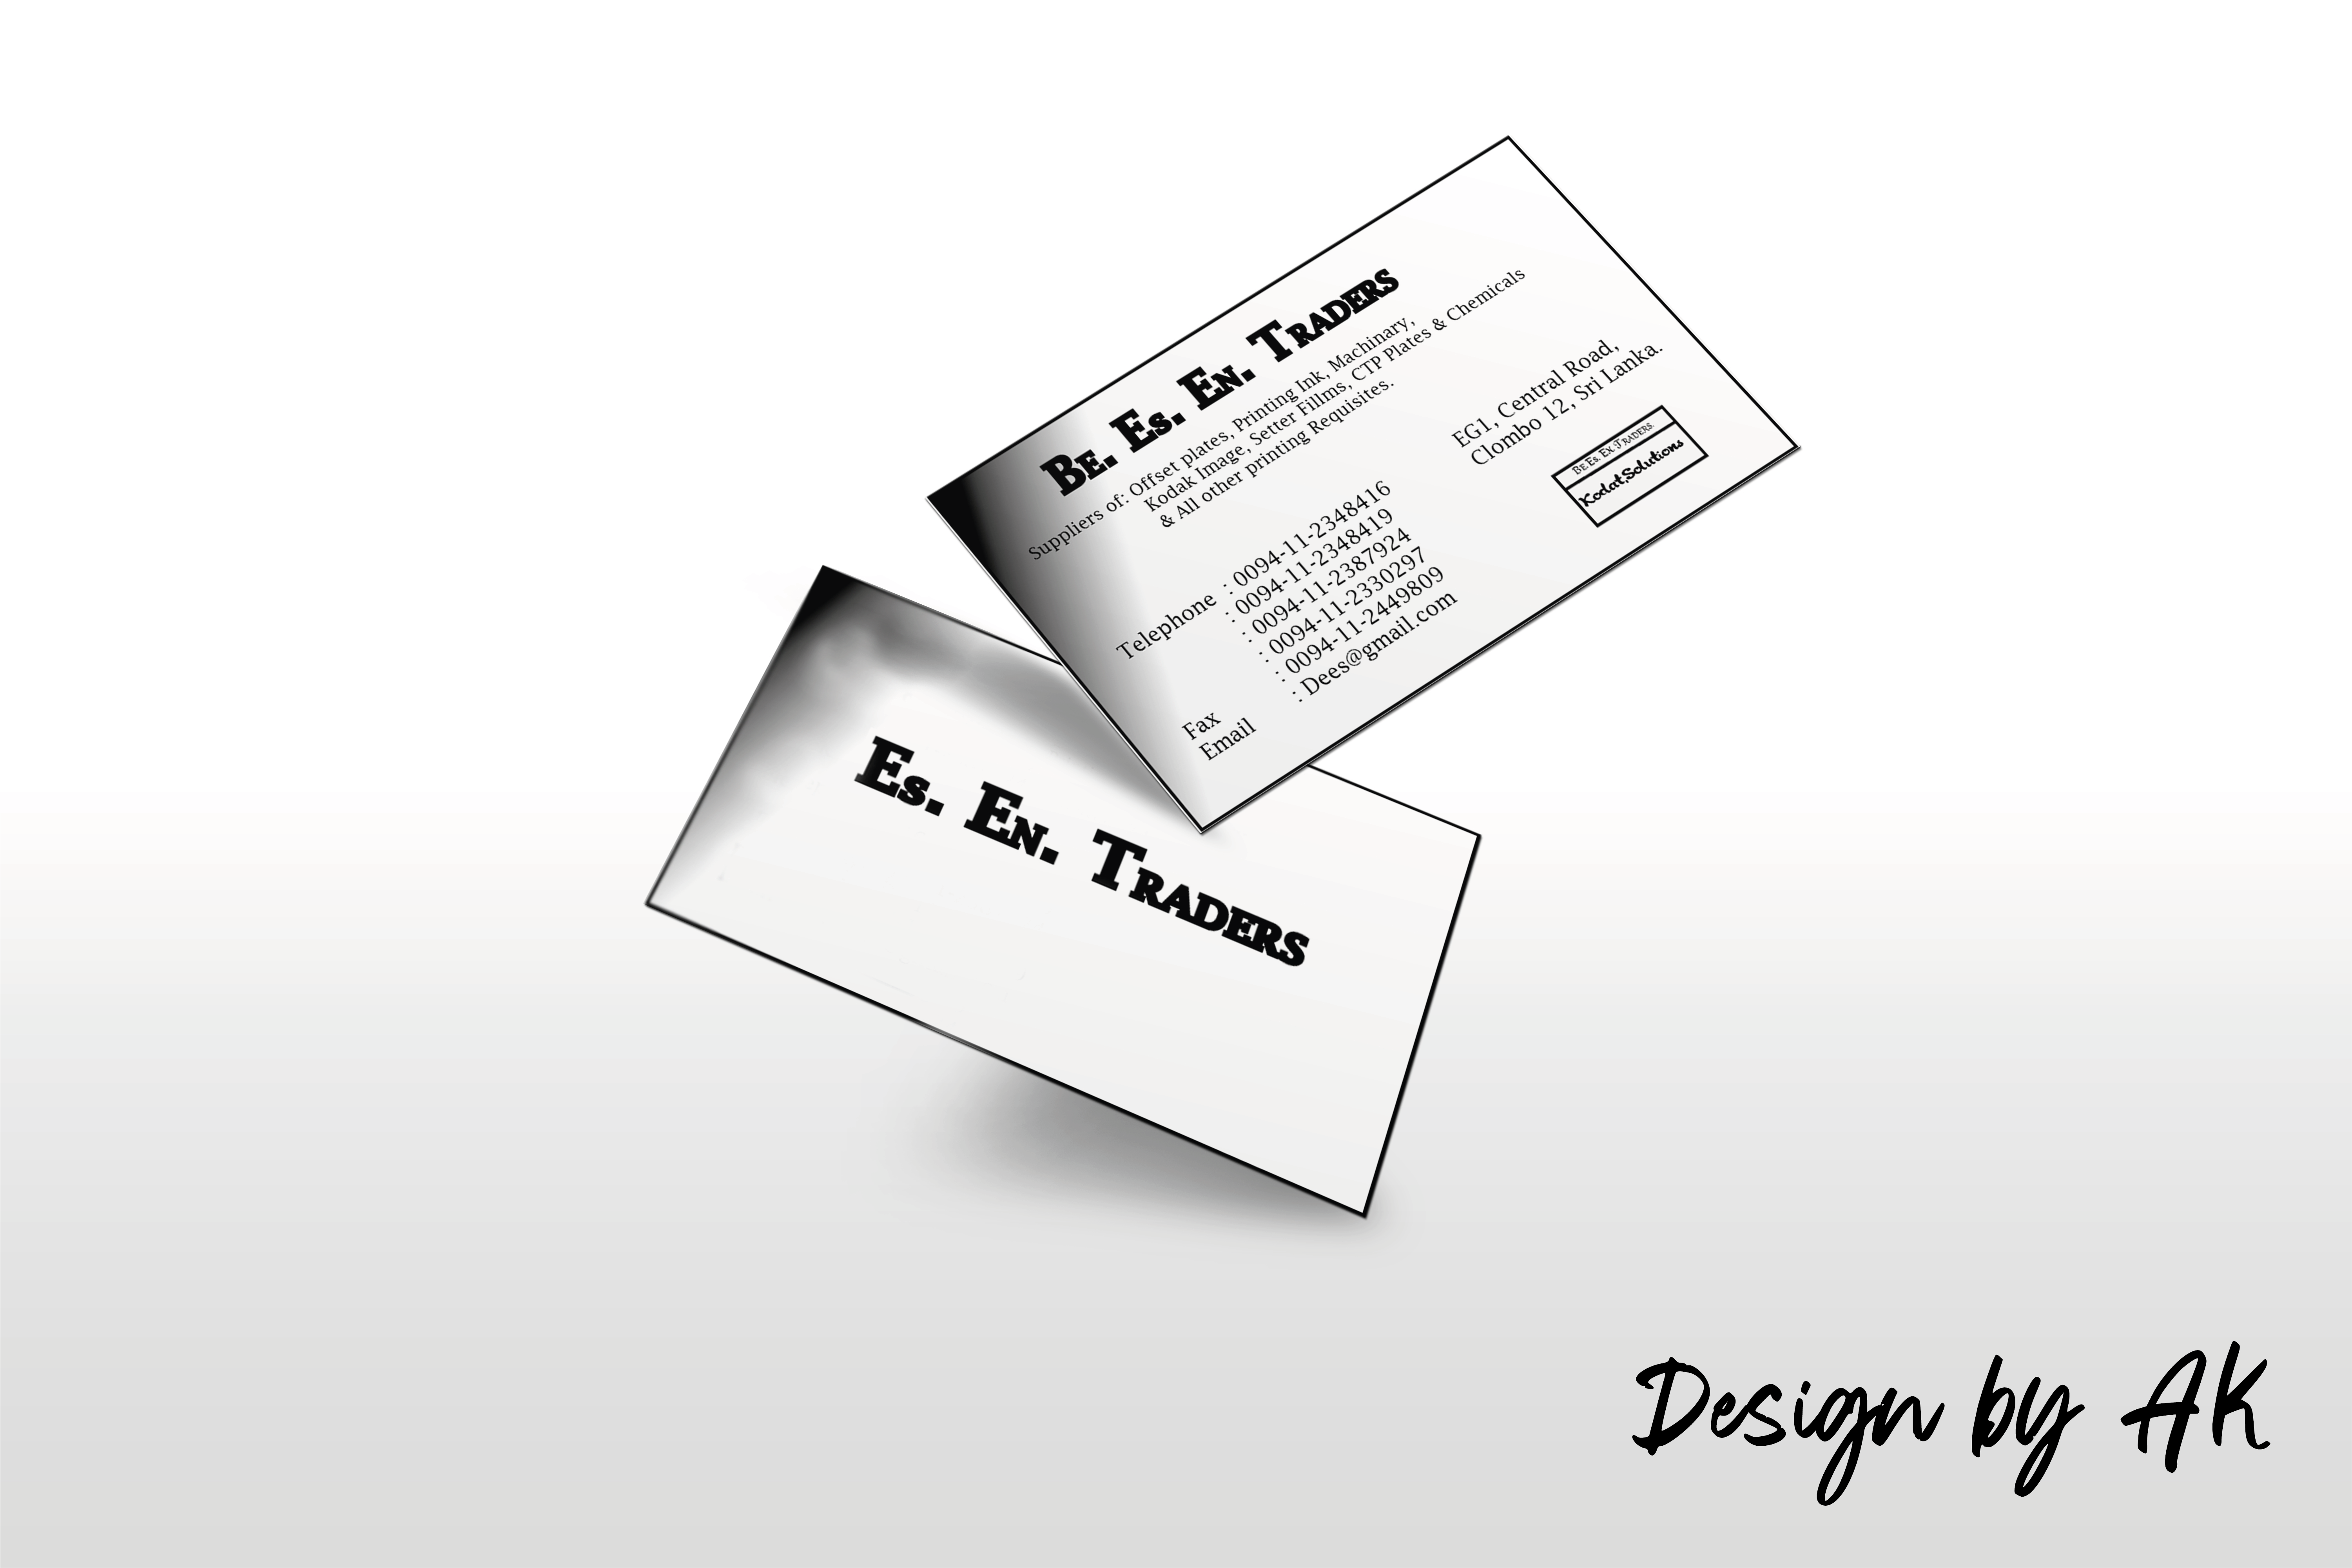 BE. ES. EN. TRADERS
Suppliers of: Offset plates, Printing Ink, Machinary,
Kodak Image, Setter Fillms, CTP Plates & Chemicals
& All other printing Requisites.
EG1, Central Road,
Clombo 12, Sri Lanka.
BE. ES. EN. TRADERS.
Kodat Solutions
Telephone : 0094-11-2348416
: 0094-11-2348419
: 0094-11-2387924
: 0094-11-2330297
Fax : 0094-11-2449809
Email : Dees@gmail.com
ES. EN. TRADERS
Design by AK